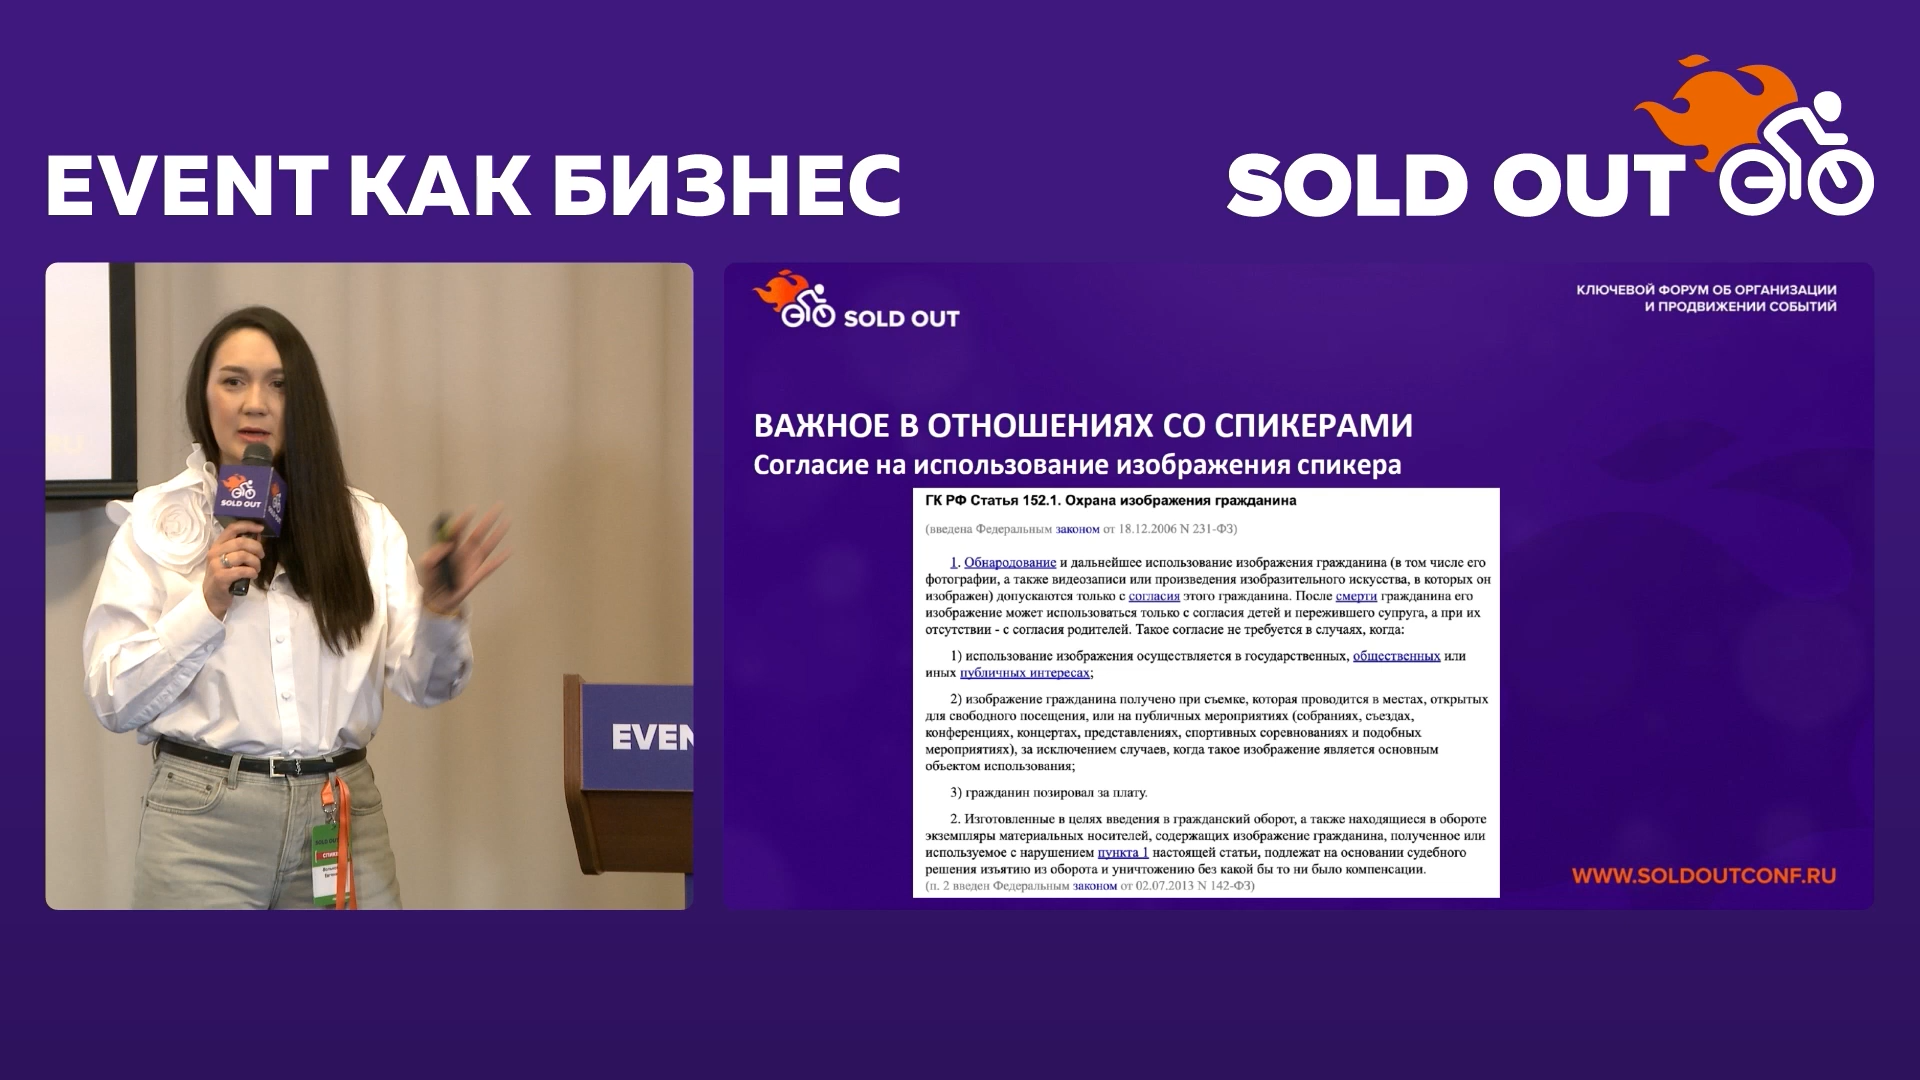 EVENT КАК БИЗНЕС
SOLD OUT
SOLD OUT
EVEN
SOLD OUT
КЛЮЧЕВОЙ ФОРУМ ОБ ОРГАНИЗАЦИИ
И ПРОДВИЖЕНИИ СОБЫТИЙ
ВАЖНОЕ В ОТНОШЕНИЯХ СО СПИКЕРАМИ
Согласие на использование изображения спикера
ГК РФ Статья 152.1. Охрана изображения гражданина
(введена Федеральным законом от 18.12.2006 N 231-ФЗ)
1. Обнародование и дальнейшее использование изображения гражданина (в том числе его
фотографии, а также видеозаписи или произведения изобразительного искусства, в которых он
изображен) допускаются только с согласия этого гражданина. После смерти гражданина его
изображение может использоваться только с согласия детей и пережившего супруга, а при их
отсутствии - с согласия родителей. Такое согласие не требуется в случаях, когда:
1) использование изображения осуществляется в государственных, общественных или
иных публичных интересах;
2) изображение гражданина получено при съемке, которая проводится в местах, открытых
для свободного посещения, или на публичных мероприятиях (собраниях, съездах,
конференциях, концертах, представлениях, спортивных соревнованиях и подобных
мероприятиях), за исключением случаев, когда такое изображение является основным
объектом использования;
3) гражданин позировал за плату.
2. Изготовленные в целях введения в гражданский оборот, а также находящиеся в обороте
экземпляры материальных носителей, содержащих изображение гражданина, полученное или
используемое с нарушением пункта 1 настоящей статьи, подлежат на основании судебного
решения изъятию из оборота и уничтожению без какой бы то ни было компенсации.
(п. 2 введен Федеральным законом от 02.07.2013 N 142-ФЗ)
WWW.SOLDOUTCONF.RU